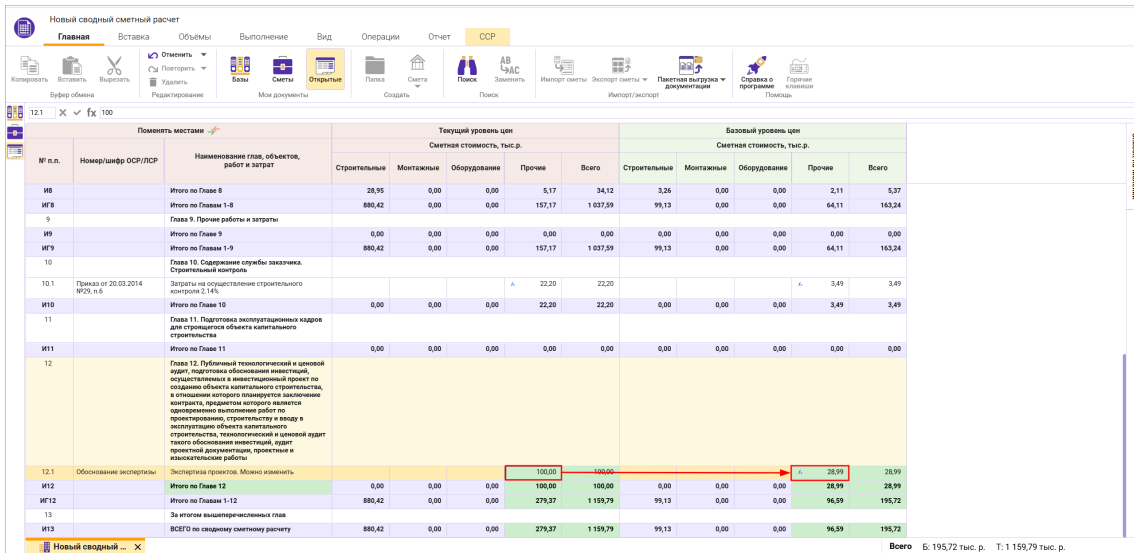 Новый сводный сметный расчет
Главная Вставка Объёмы Выполнение Вид Операции Отчет ССР
Копировать Вставить Вырезать
Отменить
Повторить
Удалить
Базы Сметы Открытые Папка Смета Поиск Заменить Импорт сметы Экспорт сметы Пакетная выгрузка документации Справка о программе Горячие клавиши
Буфер обмена Редактирование Мои документы Создать Поиск Импорт/экспорт Помощь
12.1 fx 100
Поменять местами Текущий уровень цен Базовый уровень цен
Сметная стоимость, тыс.р. Сметная стоимость, тыс.р.
№ п.п. Номер/шифр ОСР/ЛСР Наименование глав, объектов,
работ и затрат
Строительные Монтажные Оборудование Прочие Всего Строительные Монтажные Оборудование Прочие Всего
И8 Итого по Главе 8 28,95 0,00 0,00 5,17 34,12 3,26 0,00 0,00 2,11 5,37
ИГ8 Итого по Главам 1-8 880,42 0,00 0,00 157,17 1 037,59 99,13 0,00 0,00 64,11 163,24
9 Глава 9. Прочие работы и затраты
И9 Итого по Главе 9 0,00 0,00 0,00 0,00 0,00 0,00 0,00 0,00 0,00 0,00
ИГ9 Итого по Главам 1-9 880,42 0,00 0,00 157,17 1 037,59 99,13 0,00 0,00 64,11 163,24
10 Глава 10. Содержание службы заказчика.
Строительный контроль
10.1 Приказ от 20.03.2014 Затраты на осуществление строительного 22,20 22,20 3,49 3,49
№29, п.6 контроля 2.14%
И10 Итого по Главе 10 0,00 0,00 0,00 22,20 22,20 0,00 0,00 0,00 3,49 3,49
11 Глава 11. Подготовка эксплуатационных кадров
для строящегося объекта капитального
строительства
И11 Итого по Главе 11 0,00 0,00 0,00 0,00 0,00 0,00 0,00 0,00 0,00 0,00
12 Глава 12. Публичный технологический и ценовой
аудит, подготовка обоснования инвестиций,
осуществляемых в инвестиционный проект по
созданию объекта капитального строительства,
в отношении которого планируется заключение
контракта, предметом которого является
одновременно выполнение работ по
проектированию, строительству и вводу в
эксплуатацию объекта капитального
строительства, технологический и ценовой аудит
такого обоснования инвестиций, аудит
проектной документации, проектные и
изыскательские работы
12.1 Обоснование экспертизы Экспертиза проектов. Можно изменить 100,00 100,00 28,99 28,99
И12 Итого по Главе 12 0,00 0,00 0,00 100,00 100,00 0,00 0,00 0,00 28,99 28,99
ИГ12 Итого по Главам 1-12 880,42 0,00 0,00 279,37 1 159,79 99,13 0,00 0,00 96,59 195,72
13 За итогом вышеперечисленных глав
И13 ВСЕГО по сводному сметному расчету 880,42 0,00 0,00 279,37 1 159,79 99,13 0,00 0,00 96,59 195,72
Новый сводный ... X Всего Б: 195,72 тыс. р. Т: 1 159,79 тыс. р.